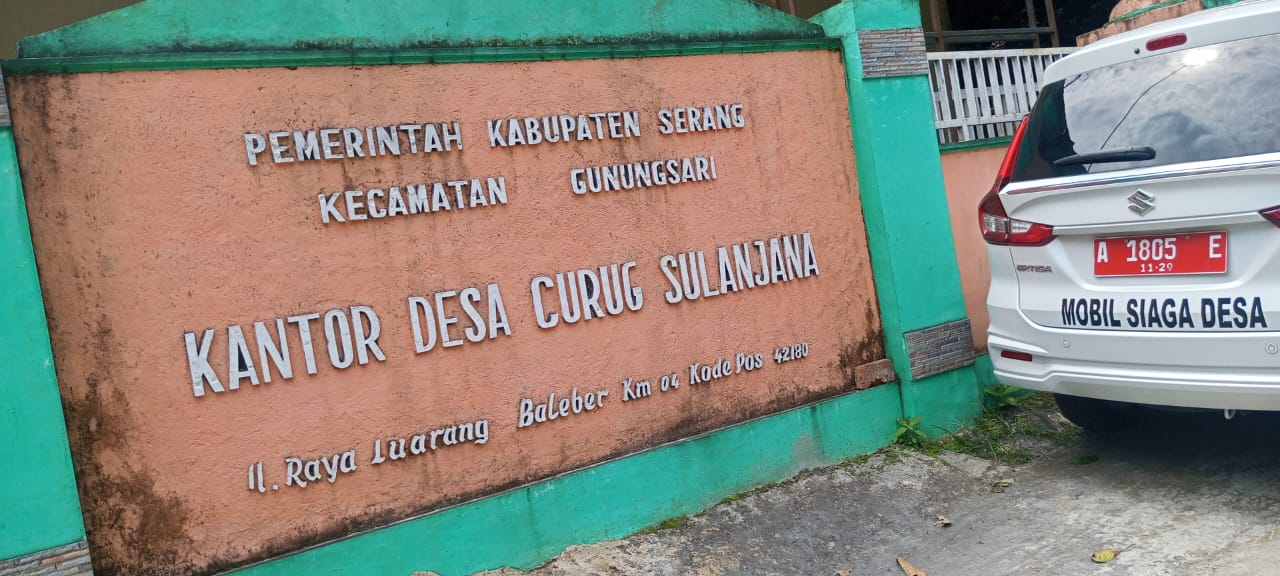 PEMERINTAH KABUPATEN SERANG
KECAMATAN GUNUNGSARI
KANTOR DESA CURUG SULANJANA
Jl. Raya Luarang Baleber Km 04 Kode Pos 42180
ERTIGA
A 1805 E
11·29
MOBIL SIAGA DESA